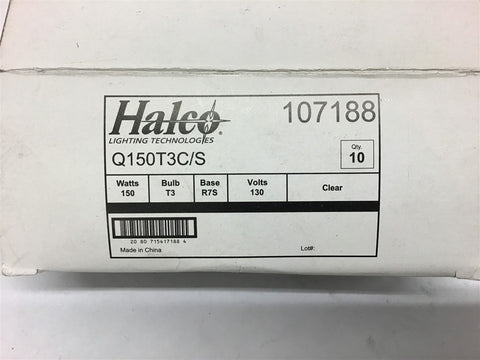 Halco® 107188
LIGHTING TECHNOLOGIES
Q150T3C/S
Qty. 10
Watts Bulb Base Volts Clear
150 T3 R7S 130
20 80 715417188 4
Made in China Lot#: